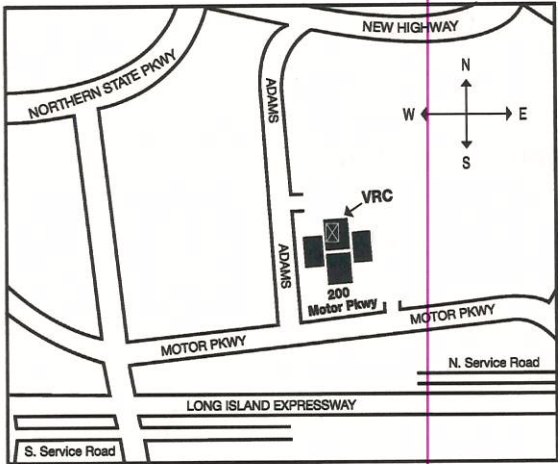 NEW HIGHWAY
N
NORTHERN STATE PKWY
ADAMS
W
E
S
VRC
ADAMS
200
Motor Pkwy
MOTOR PKWY
MOTOR PKWY
N. Service Road
LONG ISLAND EXPRESSWAY
S. Service Road